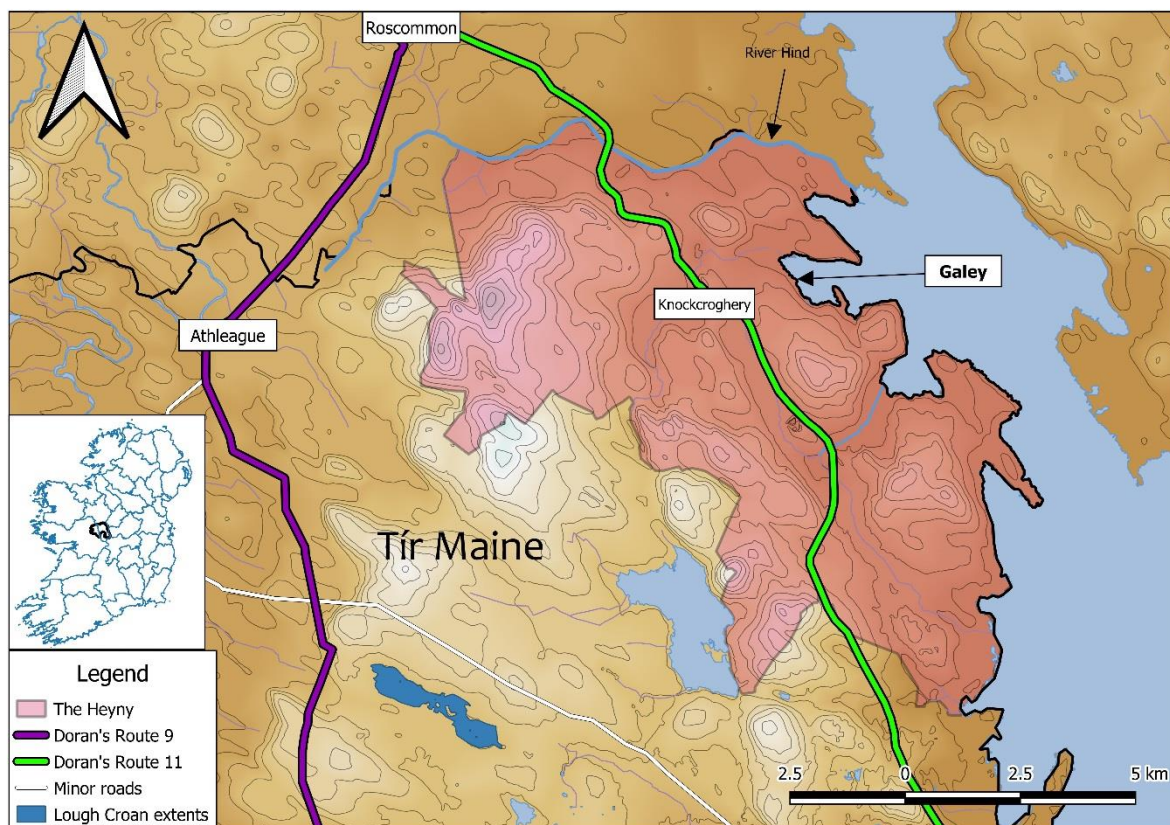 Roscommon
River Hind
Galey
Knockcroghery
Athleague
Tír Maine
Legend
The Heyny
Doran's Route 9
Doran's Route 11
Minor roads
Lough Croan extents
2.5 0 2.5 5 km